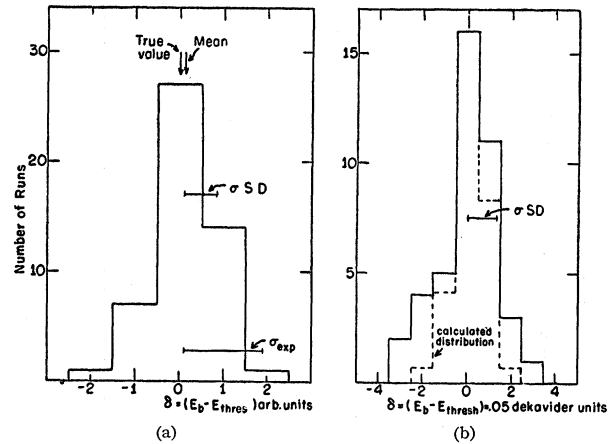 (a)
True value
Mean
Number of Runs
30
20
10
σ SD
σexp
-2 -1 0 1 2
δ=(Eb-Ethres) arb. units
(a)
(b)
15
10
5
σ SD
calculated distribution
-4 -2 0 2 4
δ=(Eb-Ethresh)=.05 dekavider units
(b)